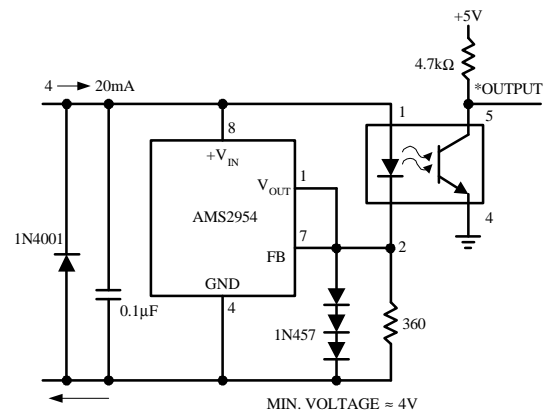 +5V
4.7kΩ
4 → 20mA
*OUTPUT
1
5
8
+VIN
VOUT
1
AMS2954
4
7
2
FB
1N4001
GND
4
0.1µF
1N457
360
MIN. VOLTAGE ≈ 4V